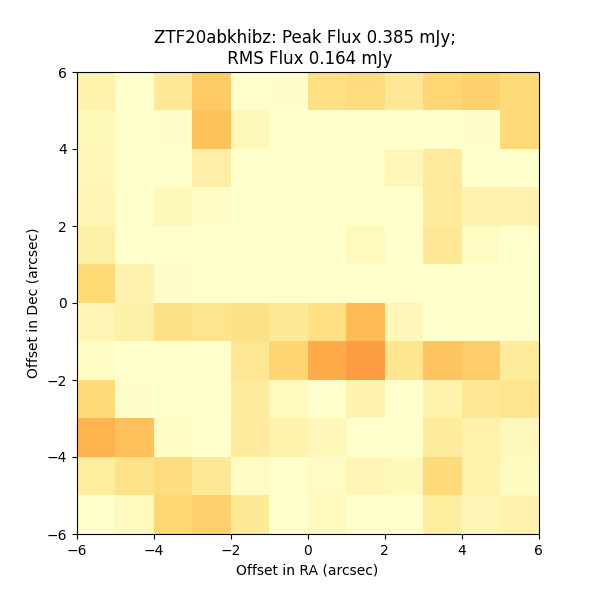 ZTF20abkhibz: Peak Flux 0.385 mJy;
RMS Flux 0.164 mJy
6
4
2
0
−2
−4
−6
Offset in Dec (arcsec)
−6 −4 −2 0 2 4 6
Offset in RA (arcsec)